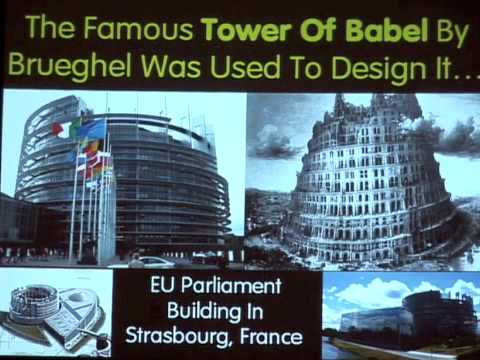 The Famous Tower Of Babel By
Brueghel Was Used To Design It...
EU Parliament
Building In
Strasbourg, France